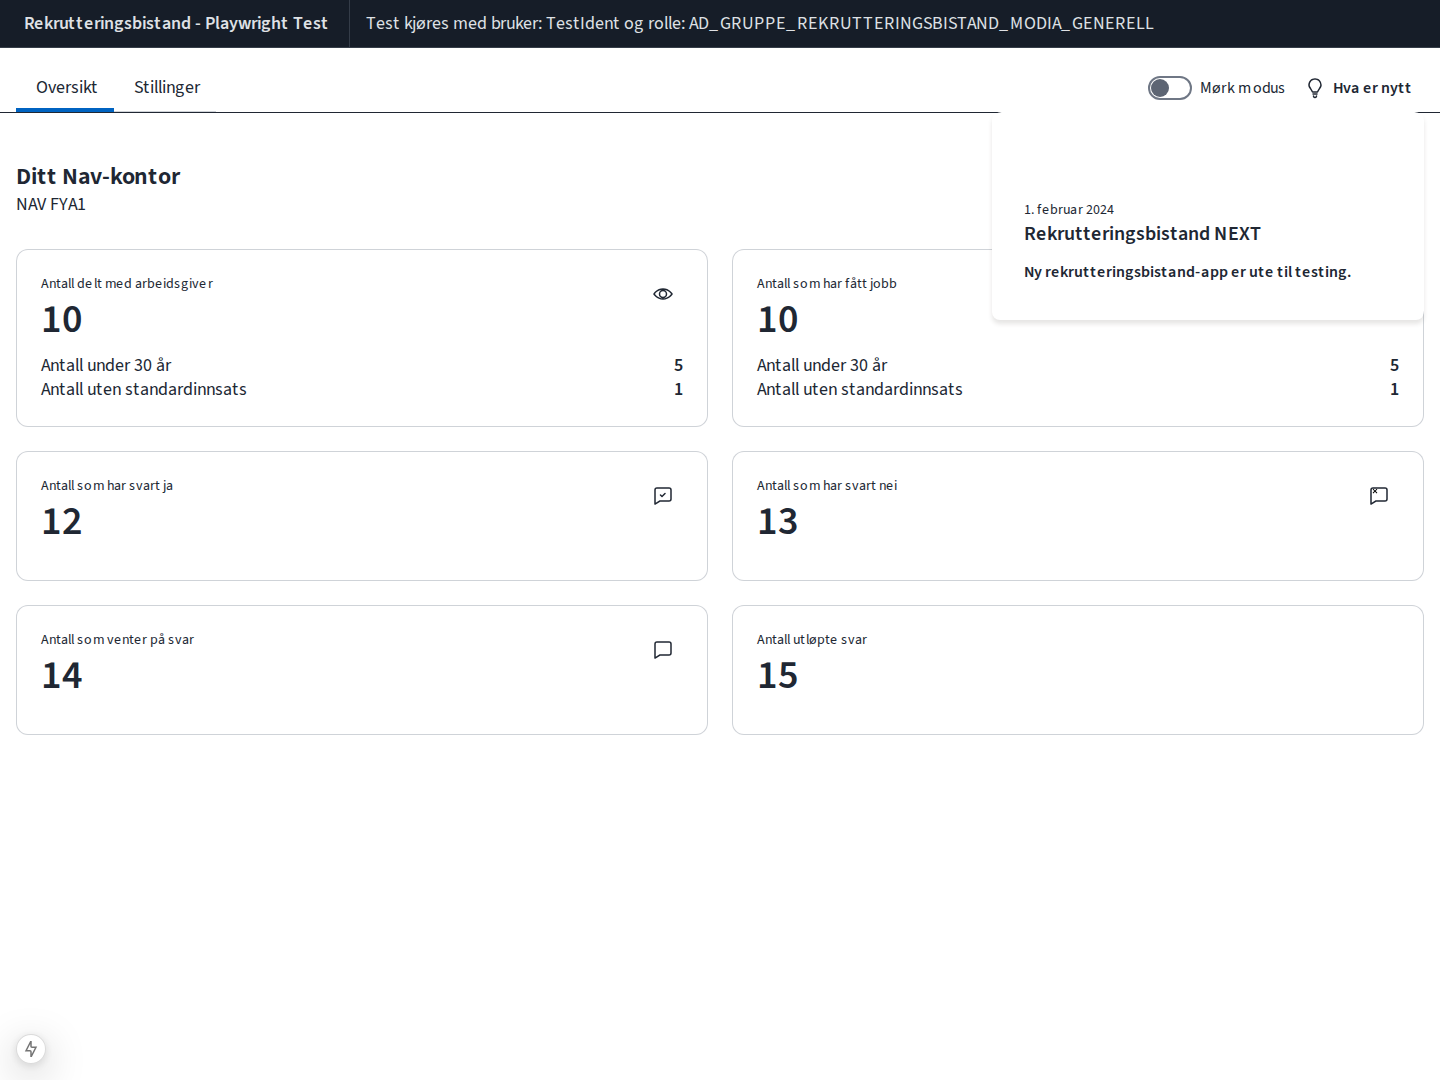 Rekrutteringsbistand - Playwright Test
Test kjøres med bruker: TestIdent og rolle: AD_GRUPPE_REKRUTTERINGSBISTAND_MODIA_GENERELL
Oversikt
Stillinger
Mørk modus
Hva er nytt
Ditt Nav-kontor
NAV FYA1
1. februar 2024
Rekrutteringsbistand NEXT
Ny rekrutteringsbistand-app er ute til testing.
Antall delt med arbeidsgiver
10
Antall under 30 år 5
Antall uten standardinnsats 1
Antall som har fått jobb
10
Antall under 30 år 5
Antall uten standardinnsats 1
Antall som har svart ja
12
Antall som har svart nei
13
Antall som venter på svar
14
Antall utløpte svar
15